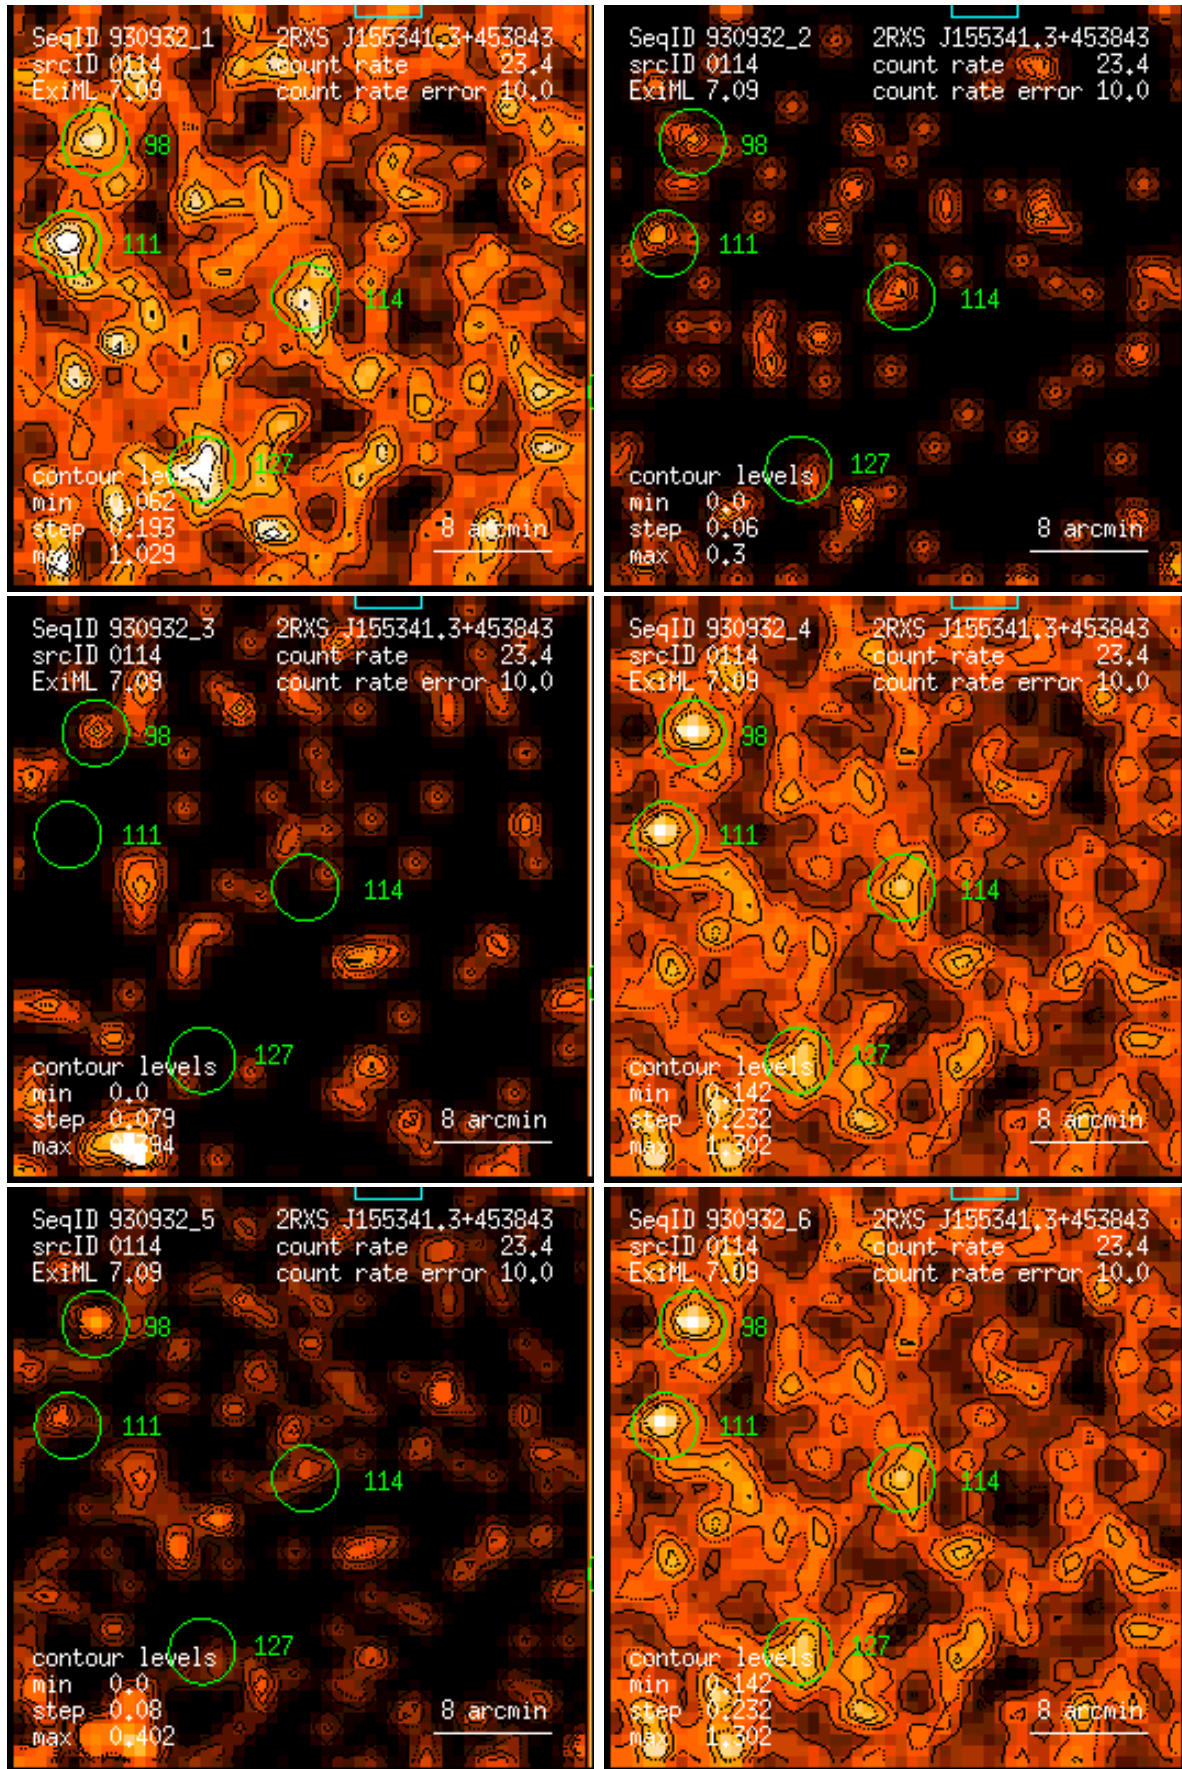 SeqID 930932_1 2RXS J155341.3+453843
srcID 0114 count rate 23.4
ExiML 7.09 count rate error 10.0
98
111
114
127
contour levels
min 0.062
step 0.193 8 arcmin
max 1.029
SeqID 930932_2 2RXS J155341.3+453843
srcID 0114 count rate 23.4
ExiML 7.09 count rate error 10.0
98
111
114
127
contour levels
min 0.0
step 0.06 8 arcmin
max 0.3
SeqID 930932_3 2RXS J155341.3+453843
srcID 0114 count rate 23.4
ExiML 7.09 count rate error 10.0
98
111
114
127
contour levels
min 0.0
step 0.079 8 arcmin
max 0.394
SeqID 930932_4 2RXS J155341.3+453843
srcID 0114 count rate 23.4
ExiML 7.09 count rate error 10.0
98
111
114
127
contour levels
min 0.142
step 0.232 8 arcmin
max 1.302
SeqID 930932_5 2RXS J155341.3+453843
srcID 0114 count rate 23.4
ExiML 7.09 count rate error 10.0
98
111
114
127
contour levels
min 0.0
step 0.08 8 arcmin
max 0.402
SeqID 930932_6 2RXS J155341.3+453843
srcID 0114 count rate 23.4
ExiML 7.09 count rate error 10.0
98
111
114
127
contour levels
min 0.142
step 0.232 8 arcmin
max 1.302